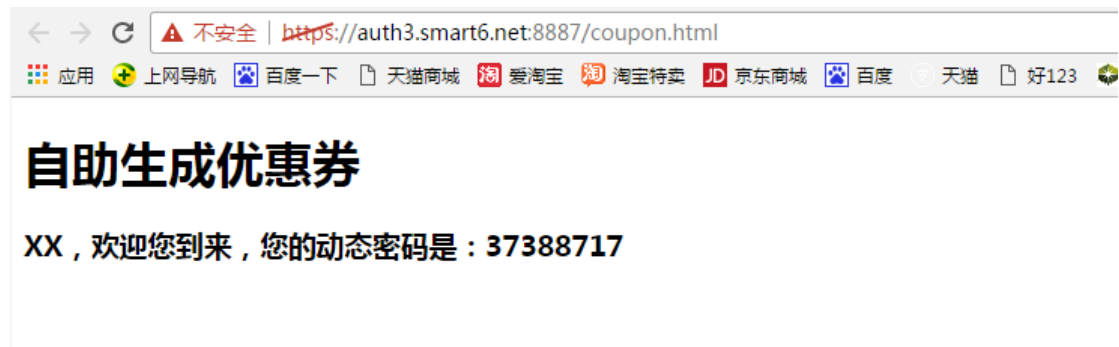 不安全 | https://auth3.smart6.net:8887/coupon.html
应用 上网导航 百度一下 天猫商城 淘 爱淘宝 淘 淘宝特卖 JD 京东商城 百度 天猫 好123
自助生成优惠券
XX，欢迎您到来，您的动态密码是：37388717